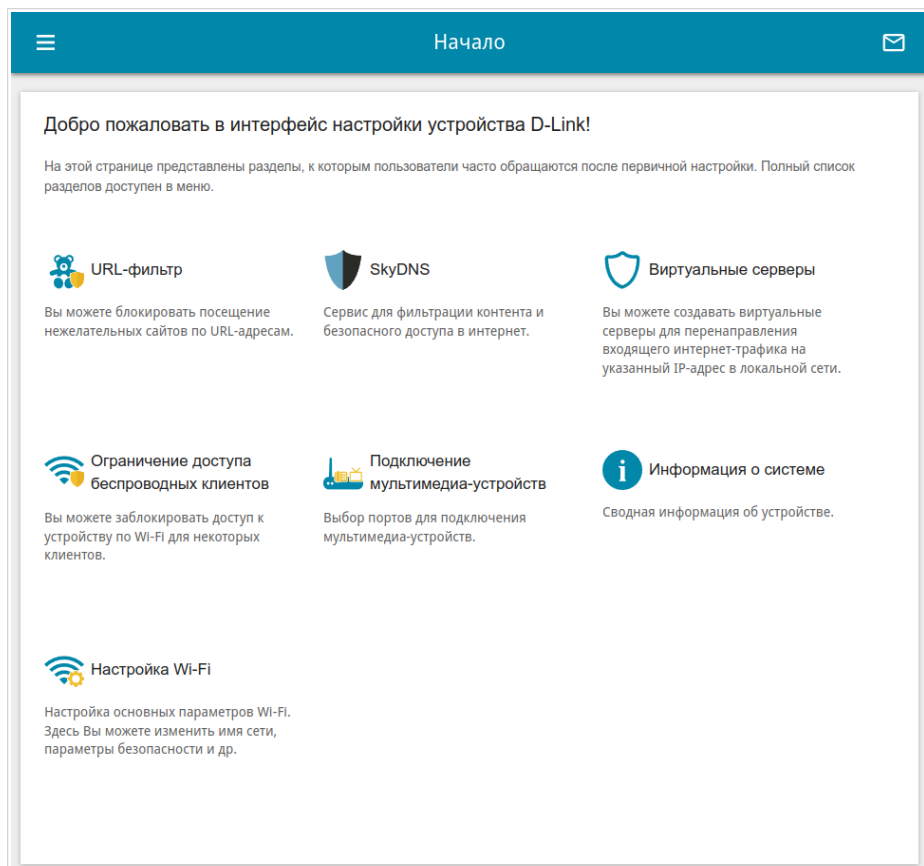 Начало
Добро пожаловать в интерфейс настройки устройства D-Link!
На этой странице представлены разделы, к которым пользователи часто обращаются после первичной настройки. Полный список
разделов доступен в меню.
URL-фильтр
Вы можете блокировать посещение
нежелательных сайтов по URL-адресам.
SkyDNS
Сервис для фильтрации контента и
безопасного доступа в интернет.
Виртуальные серверы
Вы можете создавать виртуальные
серверы для перенаправления
входящего интернет-трафика на
указанный IP-адрес в локальной сети.
Ограничение доступа
беспроводных клиентов
Вы можете заблокировать доступ к
устройству по Wi-Fi для некоторых
клиентов.
Подключение
мультимедиа-устройств
Выбор портов для подключения
мультимедиа-устройств.
Информация о системе
Сводная информация об устройстве.
Настройка Wi-Fi
Настройка основных параметров Wi-Fi.
Здесь Вы можете изменить имя сети,
параметры безопасности и др.